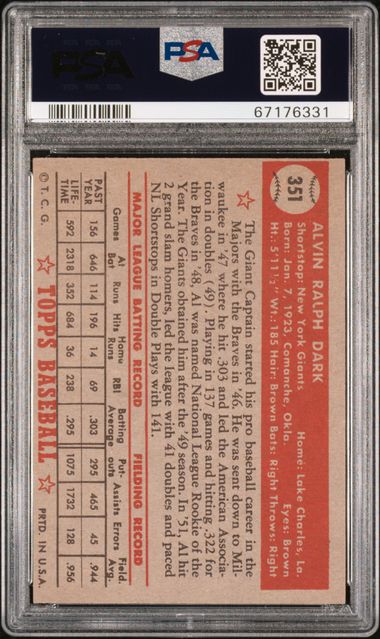 PSA
PSA
67176331
351
ALVIN RALPH DARK
Shortstop: New York Giants Home: Lake Charles, La.
Born: Jan. 7, 1923, Comanche, Okla. Eyes: Brown
Ht.: 5'11½" Wt: 185 Hair: Brown Bats: Right Throws: Right
The Giant Captain started his pro baseball career in the
Majors with the Braves in '46. He was sent down to Mil-
waukee in '47 where he hit .303 and led the American Associa-
tion in doubles (49). Playing in 137 games and hitting .322 for
the Braves in '48, Al was named National League Rookie of the
Year. The Giants obtained him after the '49 season. In '51, Al hit
2 grand slam homers, led the league with 41 doubles and paced
NL Shortstops in Double Plays with 141.
MAJOR LEAGUE BATTING RECORD FIELDING RECORD
Games At Bat Runs Hits Home Runs RBI Batting Average Put-outs Assists Errors Field. Avg.
PAST YEAR 156 646 114 196 14 69 .303 295 465 45 .944
LIFE-TIME 592 2318 352 684 36 238 .295 1075 1732 128 .956
© T. C. G. TOPPS BASEBALL PRTD. IN U.S.A.